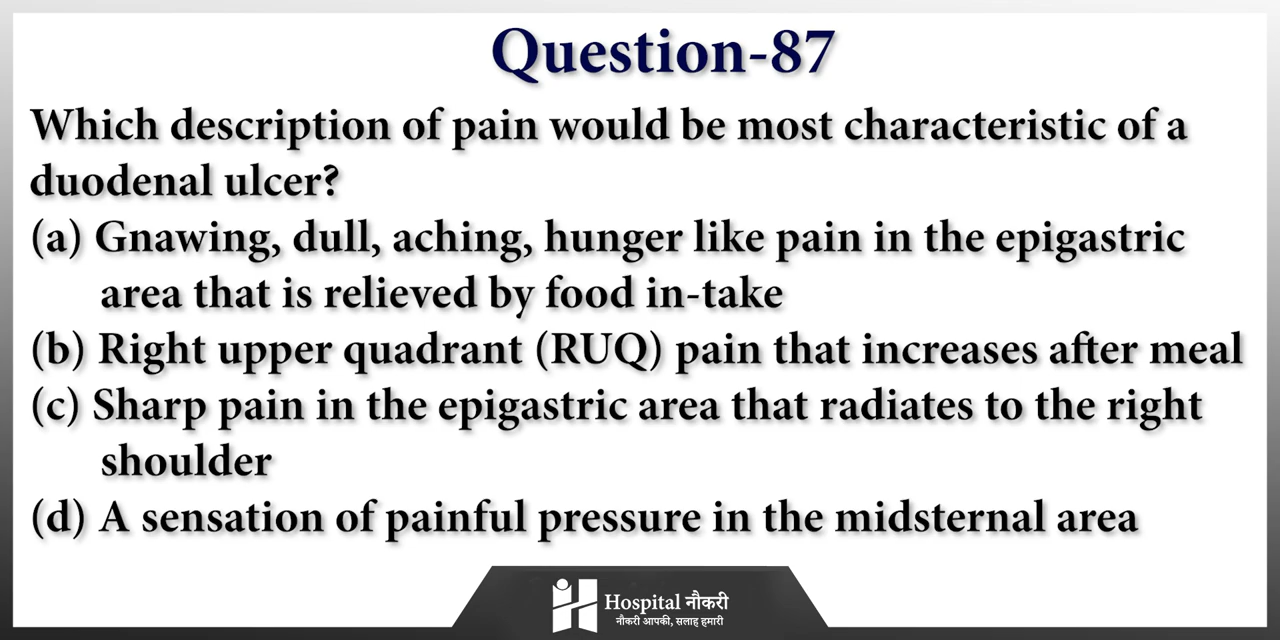 Question-87
Which description of pain would be most characteristic of a
duodenal ulcer?
(a) Gnawing, dull, aching, hunger like pain in the epigastric
area that is relieved by food in-take
(b) Right upper quadrant (RUQ) pain that increases after meal
(c) Sharp pain in the epigastric area that radiates to the right
shoulder
(d) A sensation of painful pressure in the midsternal area
Hospital नौकरी
नौकरी आपकी, सलाह हमारी